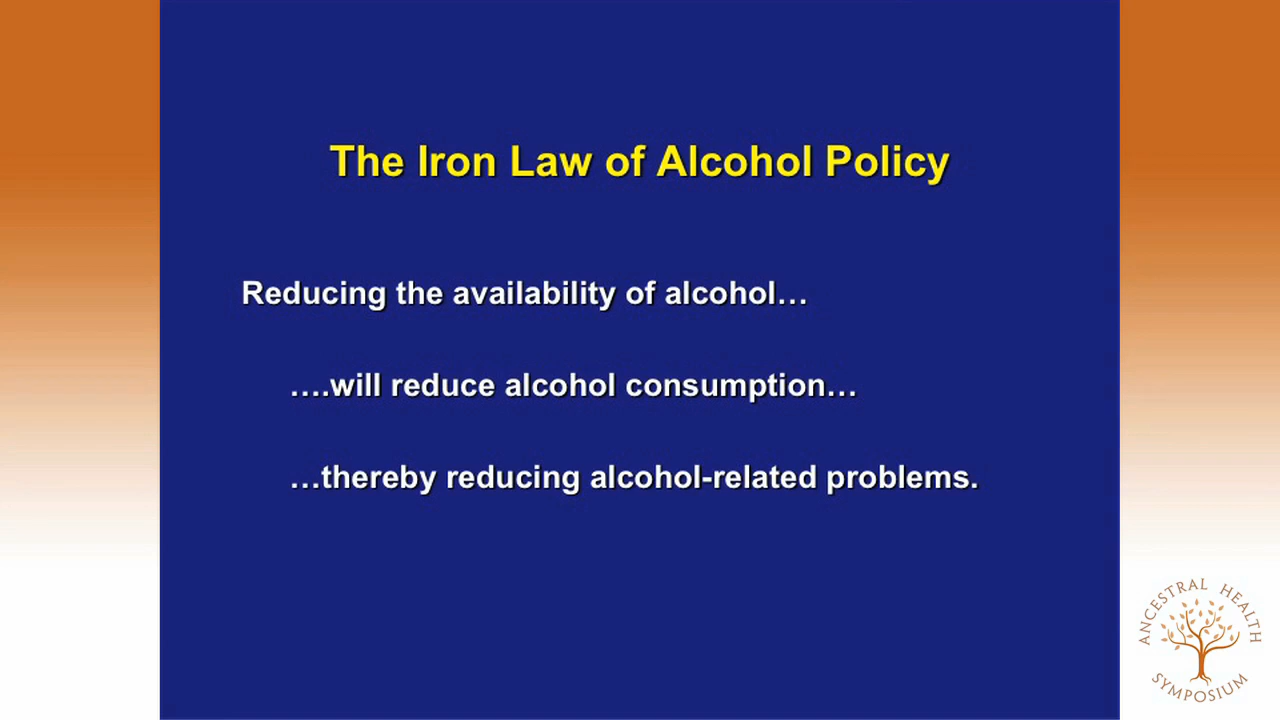 The Iron Law of Alcohol Policy
Reducing the availability of alcohol…
….will reduce alcohol consumption…
…thereby reducing alcohol-related problems.
ANCESTRAL HEALTH
SYMPOSIUM